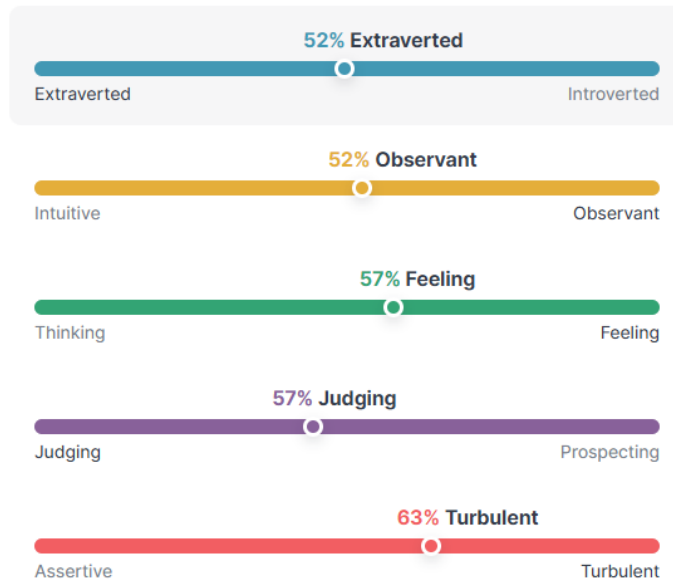 52% Extraverted
Extraverted Introverted
52% Observant
Intuitive Observant
57% Feeling
Thinking Feeling
57% Judging
Judging Prospecting
63% Turbulent
Assertive Turbulent